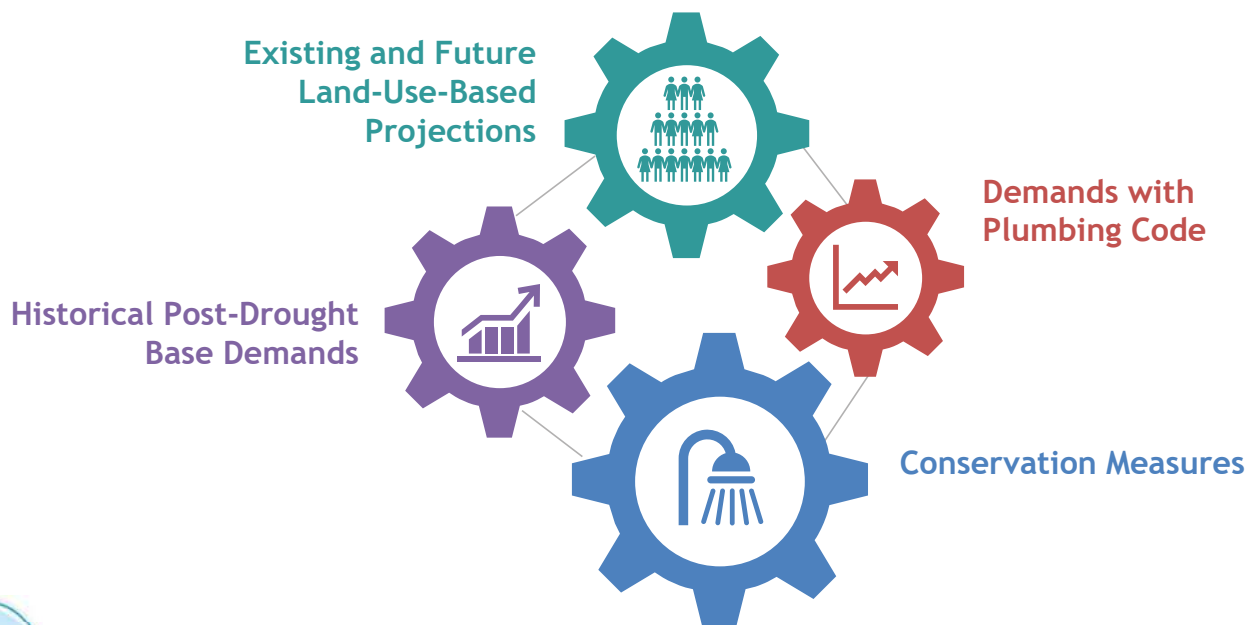 Existing and Future
Land-Use-Based
Projections
Demands with
Plumbing Code
Historical Post-Drought
Base Demands
Conservation Measures